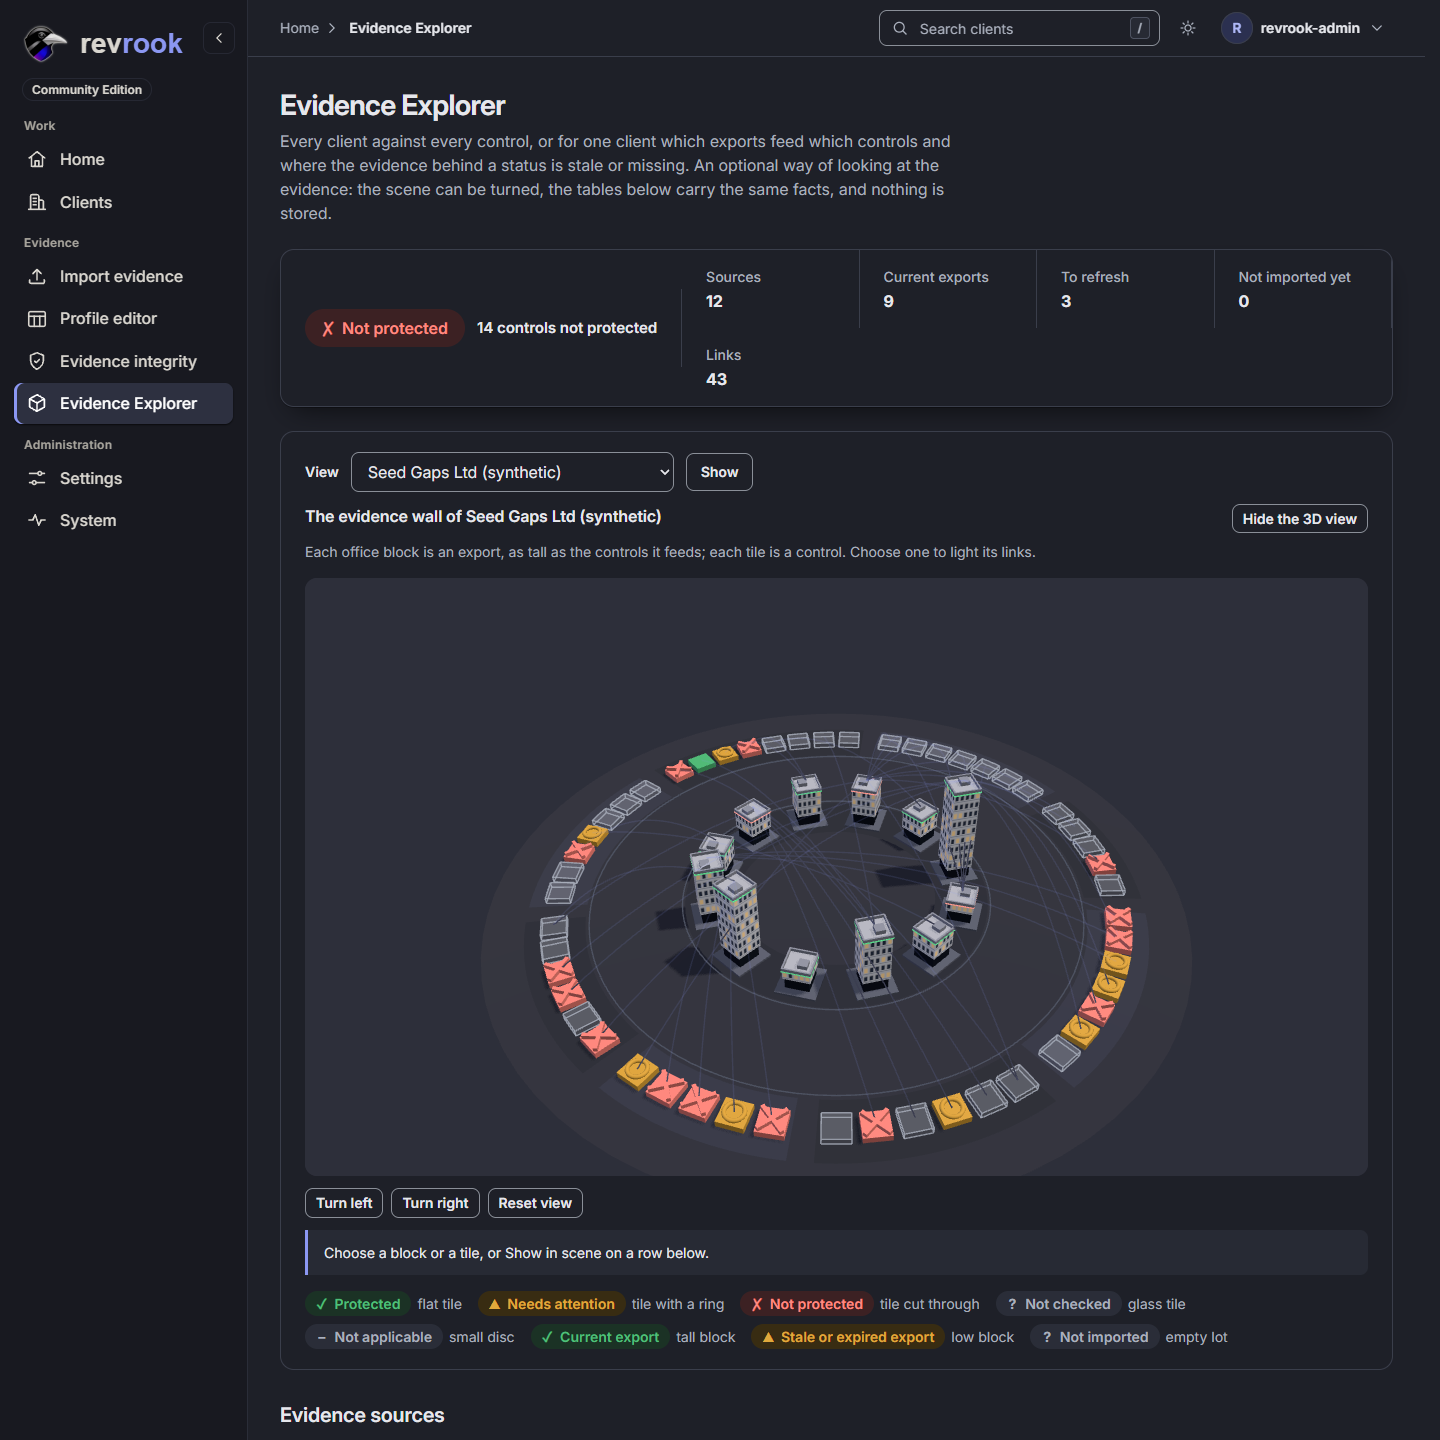 revrook
Community Edition
Work
Home
Clients
Evidence
Import evidence
Profile editor
Evidence integrity
Evidence Explorer
Administration
Settings
System
Home
Evidence Explorer
Search clients
/
R
revrook-admin
Evidence Explorer
Every client against every control, or for one client which exports feed which controls and
where the evidence behind a status is stale or missing. An optional way of looking at the
evidence: the scene can be turned, the tables below carry the same facts, and nothing is
stored.
✗ Not protected
14 controls not protected
Sources
12
Current exports
9
To refresh
3
Not imported yet
0
Links
43
View
Seed Gaps Ltd (synthetic)
Show
The evidence wall of Seed Gaps Ltd (synthetic)
Hide the 3D view
Each office block is an export, as tall as the controls it feeds; each tile is a control. Choose one to light its links.
Turn left
Turn right
Reset view
Choose a block or a tile, or Show in scene on a row below.
✓ Protected flat tile ▲ Needs attention tile with a ring ✗ Not protected tile cut through ? Not checked glass tile
– Not applicable small disc ✓ Current export tall block ▲ Stale or expired export low block ? Not imported empty lot
Evidence sources